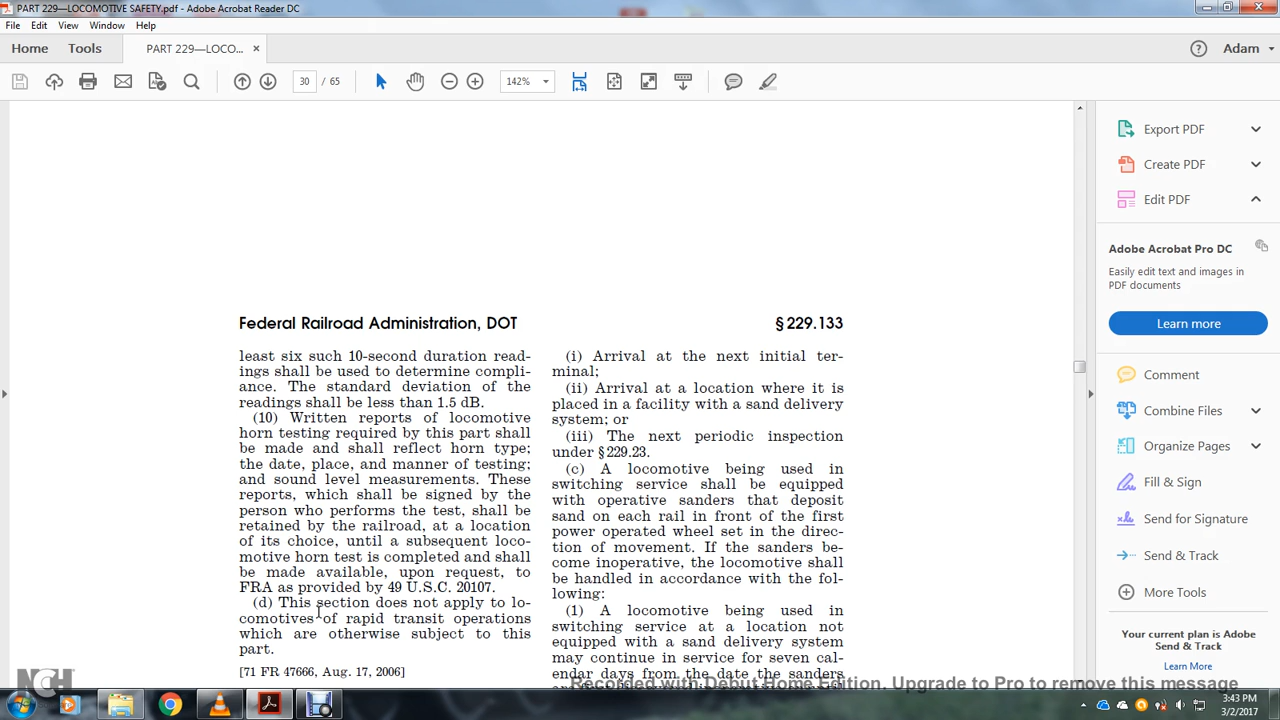 PART 229—LOCOMOTIVE SAFETY.pdf - Adobe Acrobat Reader DC
File Edit View Window Help
Home Tools PART 229—LOCO... × Adam
30 / 65 142%
Federal Railroad Administration, DOT
§ 229.133
least six such 10-second duration read-
ings shall be used to determine compli-
ance. The standard deviation of the
readings shall be less than 1.5 dB.
(10) Written reports of locomotive
horn testing required by this part shall
be made and shall reflect horn type;
the date, place, and manner of testing;
and sound level measurements. These
reports, which shall be signed by the
person who performs the test, shall be
retained by the railroad, at a location
of its choice, until a subsequent loco-
motive horn test is completed and shall
be made available, upon request, to
FRA as provided by 49 U.S.C. 20107.
(d) This section does not apply to lo-
comotives of rapid transit operations
which are otherwise subject to this
part.
[71 FR 47666, Aug. 17, 2006]
(i) Arrival at the next initial ter-
minal;
(ii) Arrival at a location where it is
placed in a facility with a sand delivery
system; or
(iii) The next periodic inspection
under § 229.23.
(c) A locomotive being used in
switching service shall be equipped
with operative sanders that deposit
sand on each rail in front of the first
power operated wheel set in the direc-
tion of movement. If the sanders be-
come inoperative, the locomotive shall
be handled in accordance with the fol-
lowing:
(1) A locomotive being used in
switching service at a location not
equipped with a sand delivery system
may continue in service for seven cal-
endar days from the date the sanders
Export PDF
Create PDF
Edit PDF
Adobe Acrobat Pro DC
Easily edit text and images in
PDF documents
Learn more
Comment
Combine Files
Organize Pages
Fill & Sign
Send for Signature
Send & Track
More Tools
Your current plan is Adobe
Send & Track
Learn More
NCH
Recorded with Debut Home Edition. Upgrade to Pro to remove this message
3:43 PM
3/2/2017